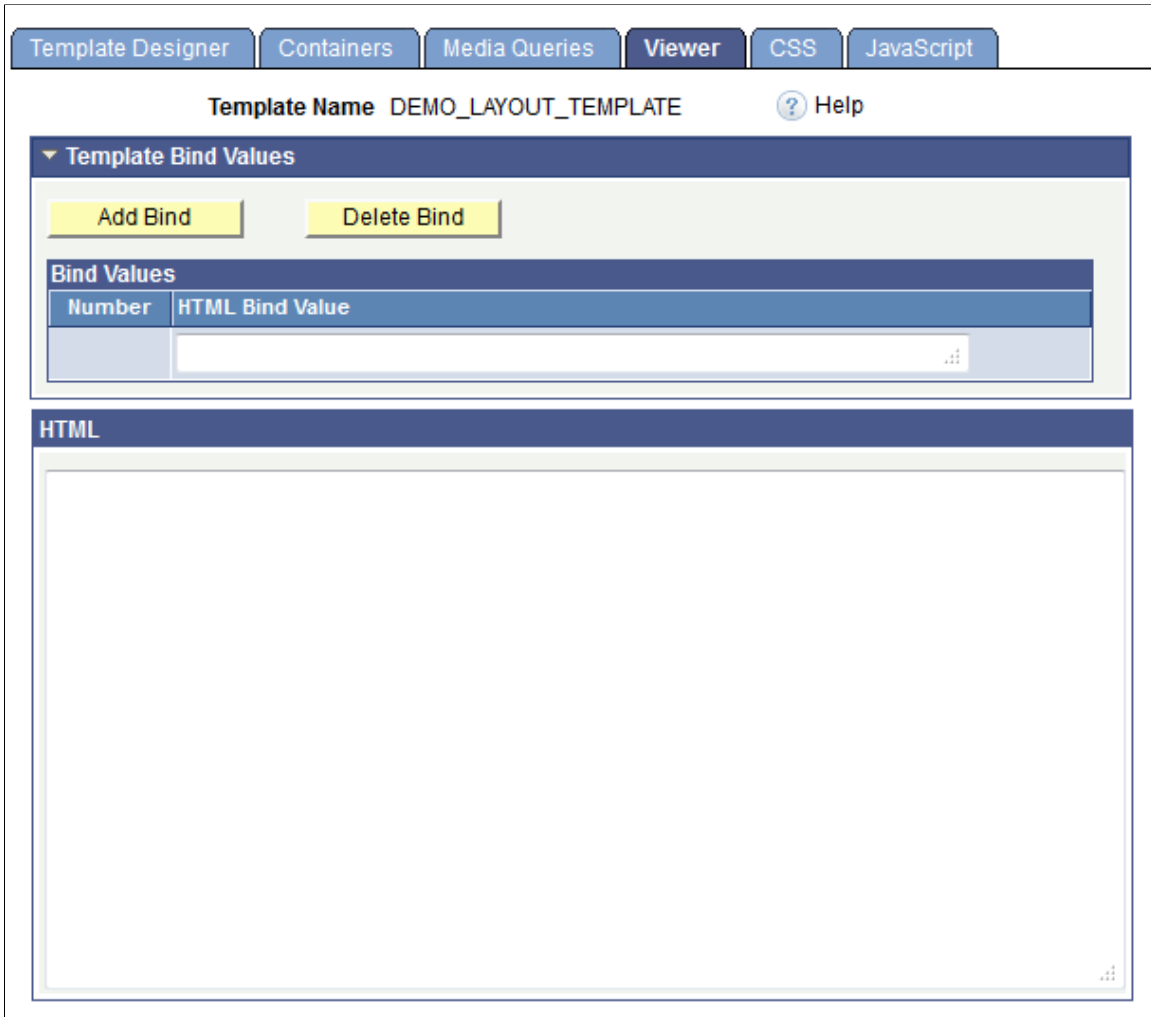 Template Designer Containers Media Queries Viewer CSS JavaScript
Template Name DEMO_LAYOUT_TEMPLATE ? Help
Template Bind Values
Add Bind Delete Bind
Bind Values
Number HTML Bind Value
HTML